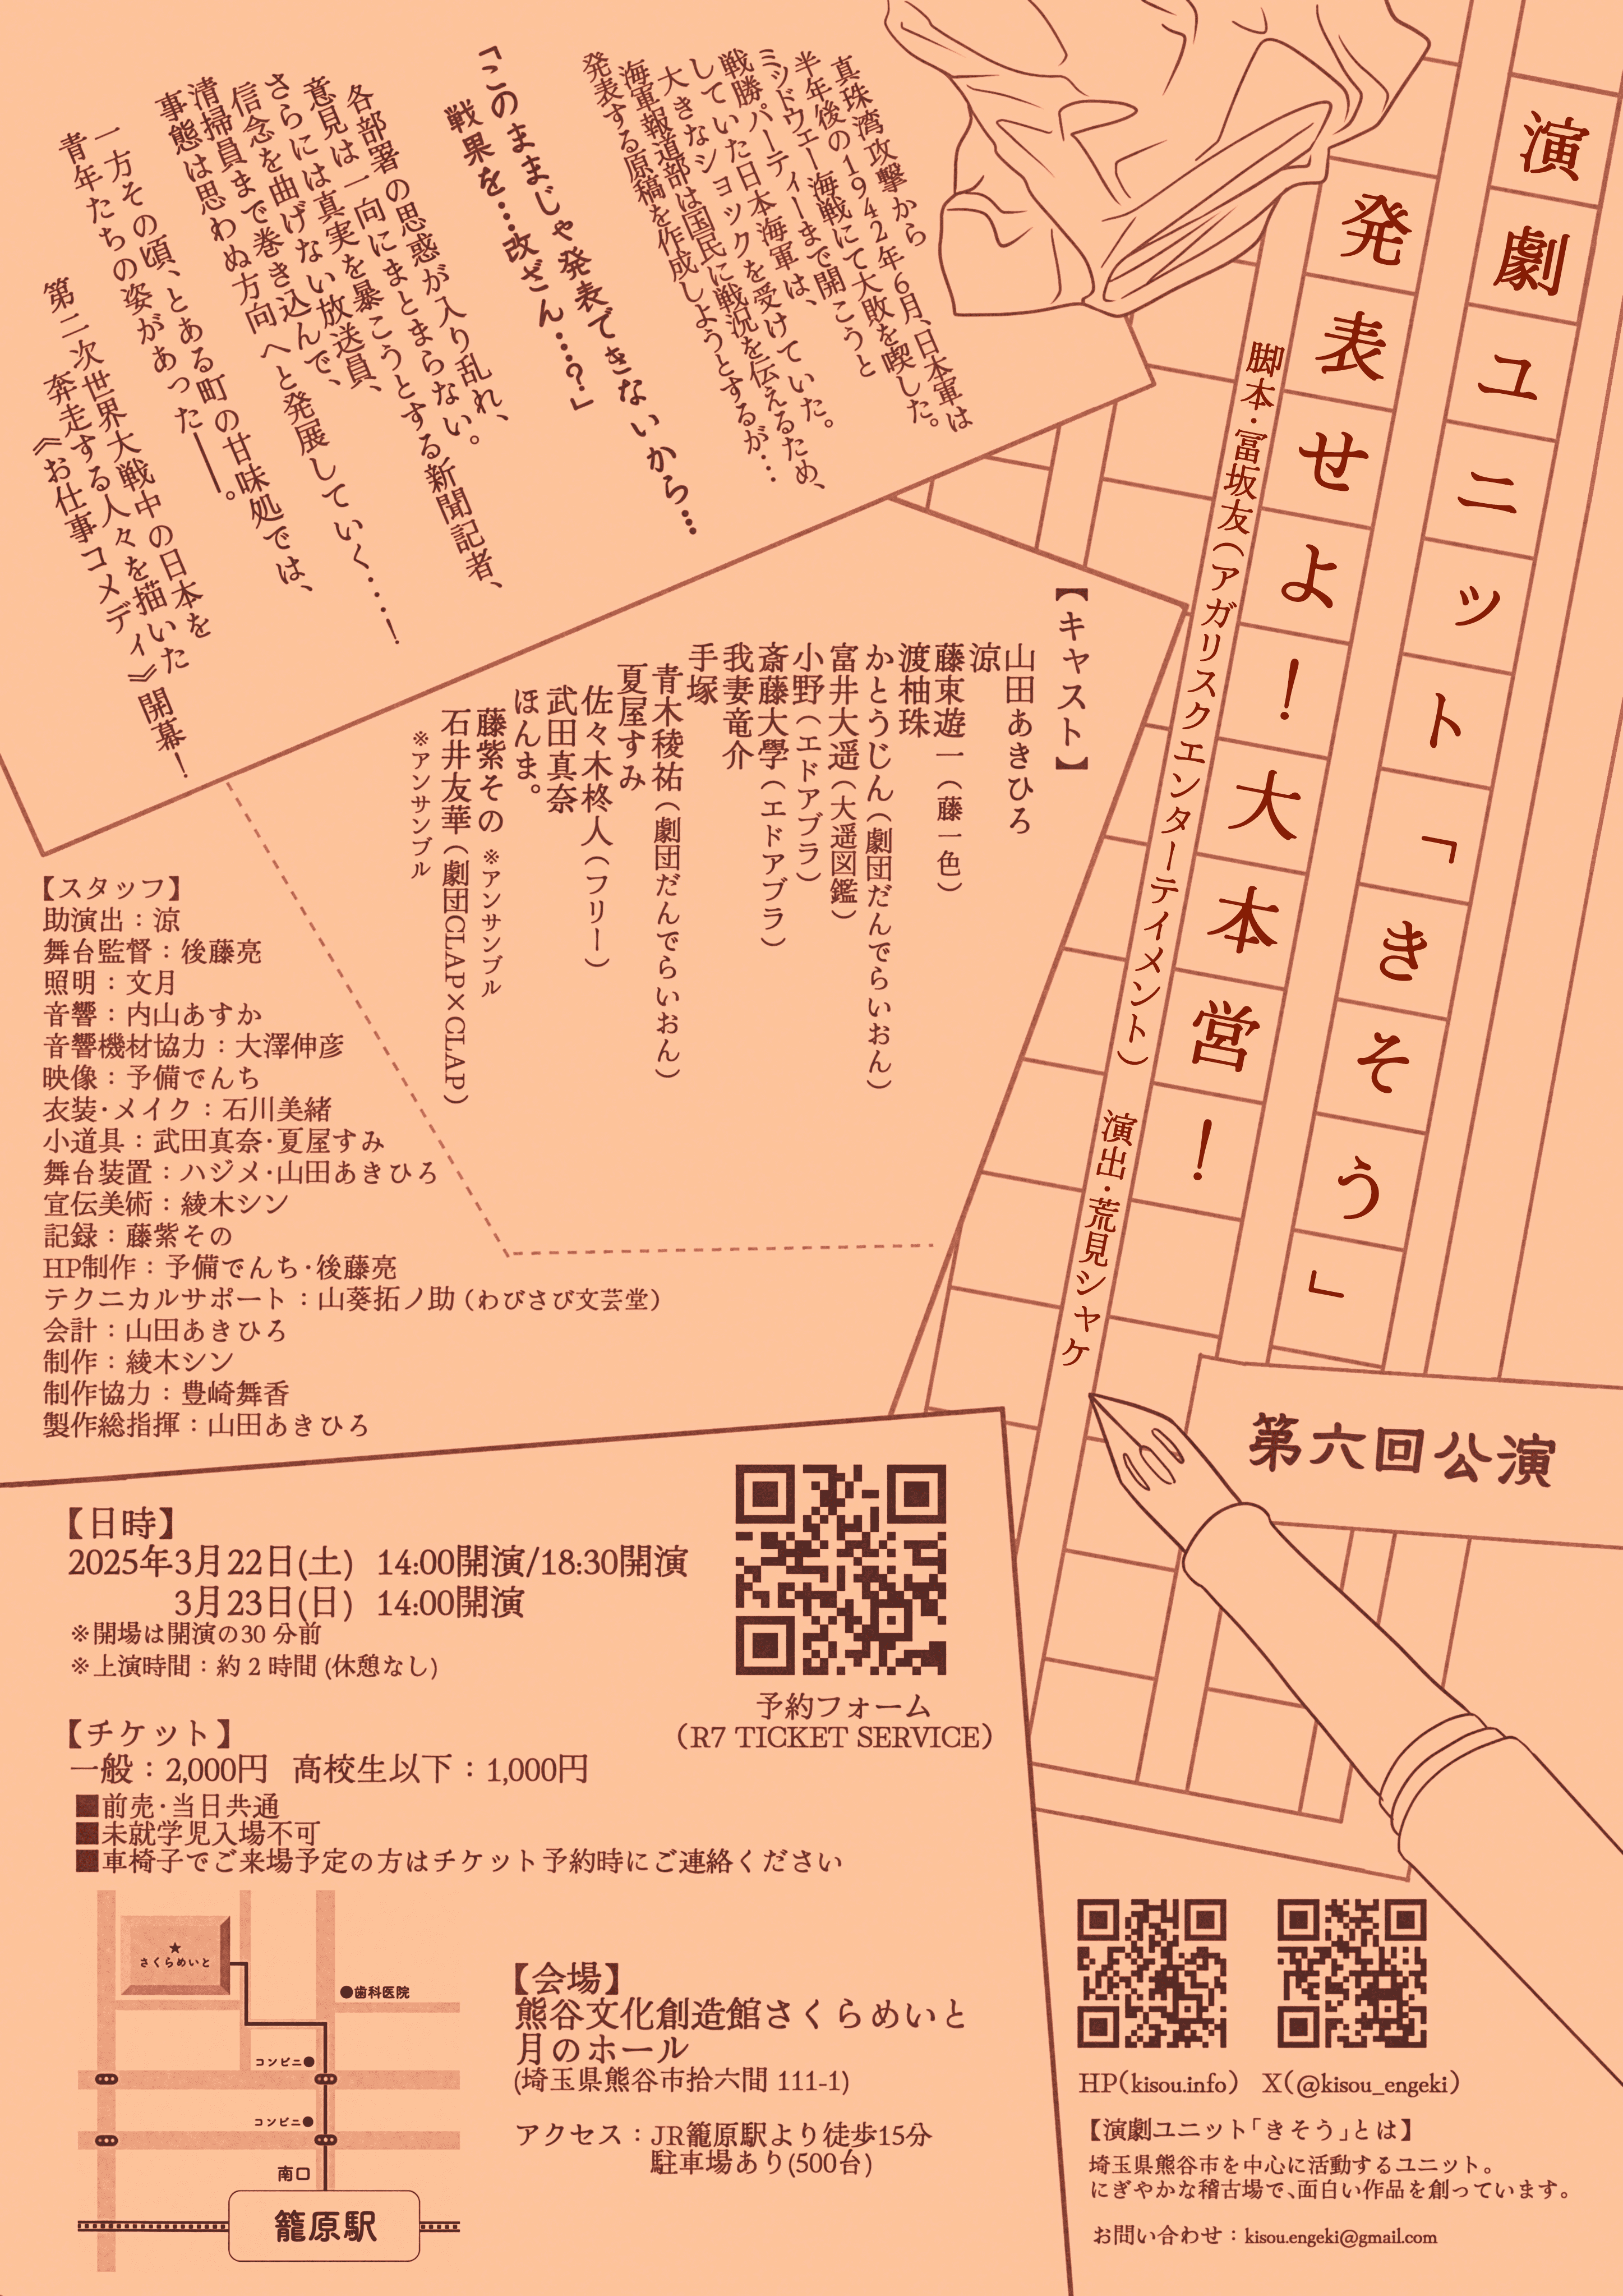 演劇ユニット「きそう」
発表せよ!大本営!
脚本・冨坂友(アガリスクエンターテイメント) 演出・荒見シャケ
第六回公演
真珠湾攻撃から
半年後の1942年6月、日本軍は
ミッドウェー海戦にて大敗を喫した。
戦勝パーティーまで開こうと
していた日本海軍は、
大きなショックを受けていた。
海軍報道部は国民に戦況を伝えるため、
発表する原稿を作成しようとするが…
「このままじゃ発表できないから…
戦果を…改ざん……?」
各部署の思惑が入り乱れ、
意見は一向にまとまらない。
さらには真実を暴こうとする新聞記者、
信念を曲げない放送員、
清掃員まで巻き込んで、
事態は思わぬ方向へと発展していく…!
一方その頃、とある町の甘味処では、
青年たちの姿があった――。
第二次世界大戦中の日本を
奔走する人々を描いた
《お仕事コメディ》開幕!
【キャスト】
山田あきひろ
涼
藤束遊一(藤一色)
渡柚珠
かとうじん(劇団だんでらいおん)
富井大遥(大遥図鑑)
小野(エドアブラ)
斎藤大學(エドアブラ)
我妻竜介
手塚
青木稜祐(劇団だんでらいおん)
夏屋すみ
佐々木柊人(フリー)
武田真奈
ほんま。
藤紫その ※アンサンブル
石井友華(劇団CLAP×CLAP)
※アンサンブル
【スタッフ】
助演出:涼
舞台監督:後藤亮
照明:文月
音響:内山あすか
音響機材協力:大澤伸彦
映像:予備でんち
衣装・メイク:石川美緒
小道具:武田真奈・夏屋すみ
舞台装置:ハジメ・山田あきひろ
宣伝美術:綾木シン
記録:藤紫その
HP制作:予備でんち・後藤亮
テクニカルサポート:山葵拓ノ助(わびさび文芸堂)
会計:山田あきひろ
制作:綾木シン
制作協力:豊崎舞香
製作総指揮:山田あきひろ
【日時】
2025年3月22日(土) 14:00開演/18:30開演
3月23日(日) 14:00開演
※開場は開演の30分前
※上演時間:約2時間(休憩なし)
予約フォーム
(R7 TICKET SERVICE)
【チケット】
一般:2,000円 高校生以下:1,000円
■前売・当日共通
■未就学児入場不可
■車椅子でご来場予定の方はチケット予約時にご連絡ください
★
さくらめいと
●歯科医院
コンビニ●
コンビニ●
南口
籠原駅
【会場】
熊谷文化創造館さくらめいと
月のホール
(埼玉県熊谷市拾六間 111-1)
アクセス:JR籠原駅より徒歩15分
駐車場あり(500台)
HP(kisou.info) X(@kisou_engeki)
【演劇ユニット「きそう」とは】
埼玉県熊谷市を中心に活動するユニット。
にぎやかな稽古場で、面白い作品を創っています。
お問い合わせ:kisou.engeki@gmail.com